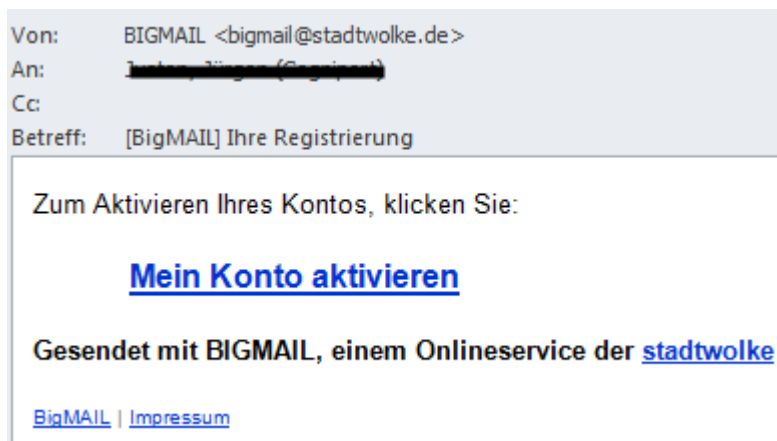 Von: BIGMAIL <bigmail@stadtwolke.de>
An:
Cc:
Betreff: [BigMAIL] Ihre Registrierung
Zum Aktivieren Ihres Kontos, klicken Sie:
Mein Konto aktivieren
Gesendet mit BIGMAIL, einem Onlineservice der stadtwolke
BigMAIL | Impressum